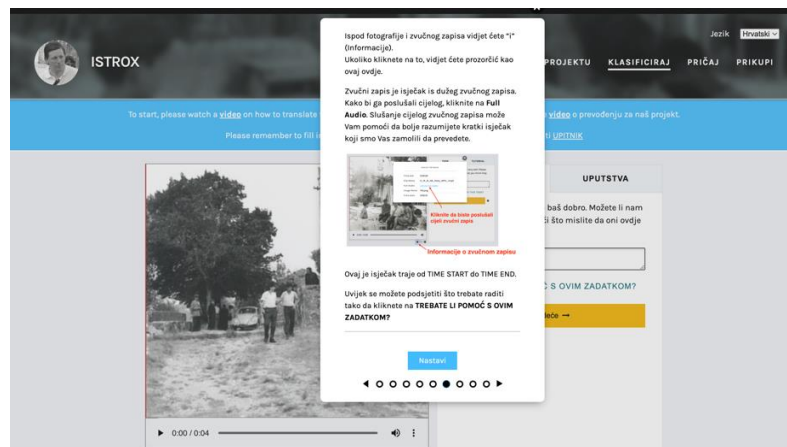 ISTROX
Jezik Hrvatski
PROJEKTU KLASIFICIRAJ PRIČAJ PRIKUPI
To start, please watch a video on how to translate
video o prevođenju za naš projekt.
Please remember to fill i
ti UPITNIK
Ispod fotografije i zvučnog zapisa vidjet ćete "i"
(Informacije).
Ukoliko kliknete na to, vidjet ćete prozorčić kao
ovaj ovdje.
Zvučni zapis je isječak is dužeg zvučnog zapisa.
Kako bi ga poslušali cijelog, kliknite na Full
Audio. Slušanje cijelog zvučnog zapisa može
Vam pomoći da bolje razumijete kratki isječak
koji smo Vas zamolili da prevedete.
Kliknite da biste poslušali
cijeli zvučni zapis
Informacije o zvučnom zapisu
Ovaj je isječak traje od TIME START do TIME END.
Uvijek se možete podsjetiti što trebate raditi
tako da kliknete na TREBATE LI POMOĆ S OVIM
ZADATKOM?
Nastavi
UPUTSTVA
baš dobro. Možete li nam
ći što mislite da oni ovdje
Ć S OVIM ZADATKOM?
deće →
0:00 / 0:04